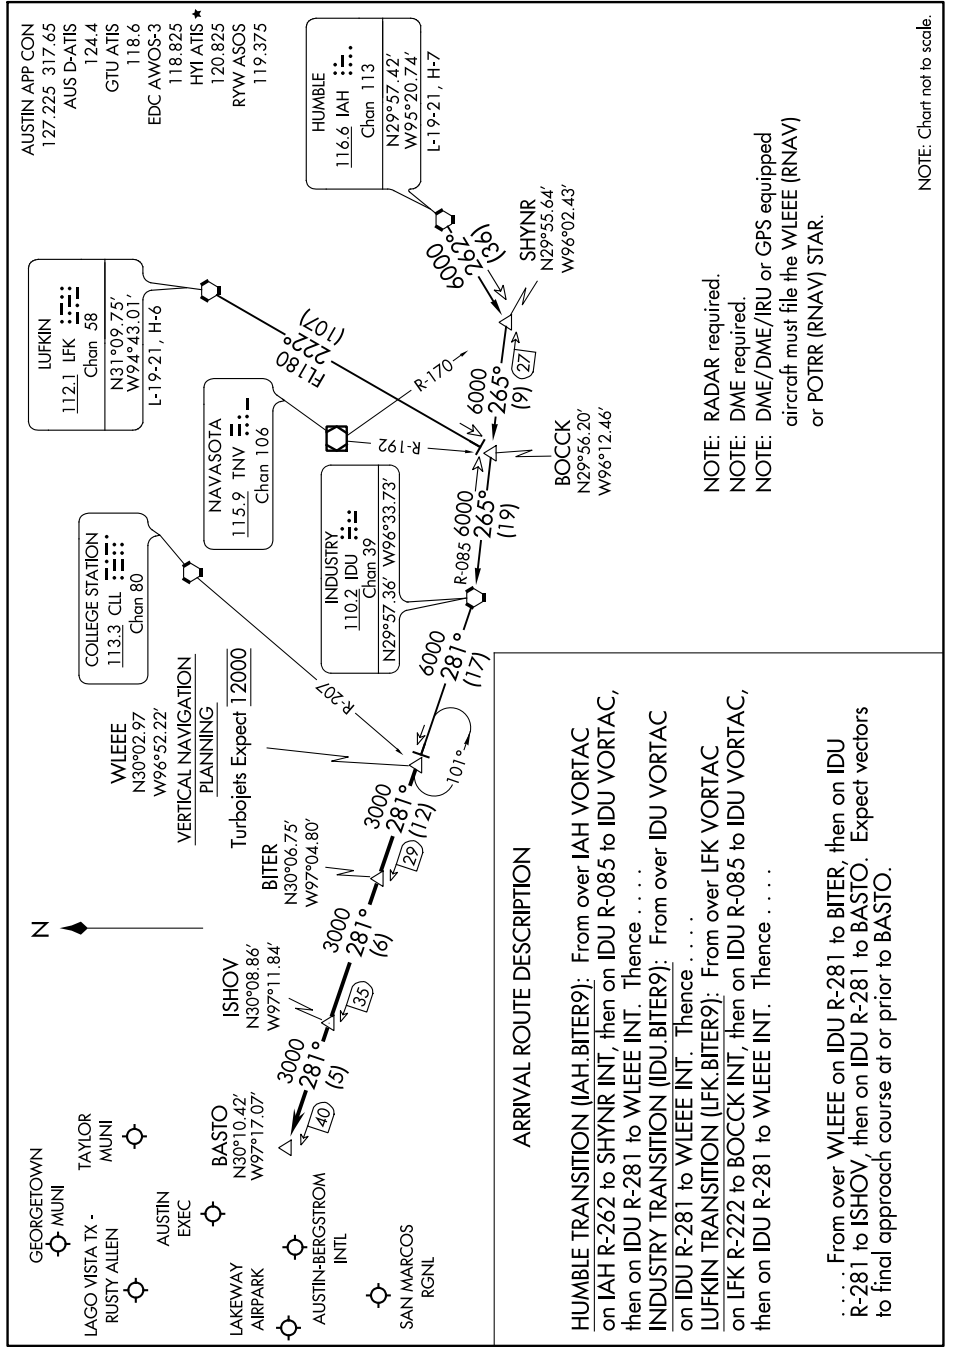 AUSTIN APP CON
127.225 317.65
AUS D-ATIS
124.4
GTU ATIS
118.6
EDC AWOS-3
118.825
HYI ATIS ★
120.825
RYW ASOS
119.375
HUMBLE
116.6 IAH
Chan 113
N29°57.42'
W95°20.74'
L-19-21, H-7
LUFKIN
112.1 LFK
Chan 58
N31°09.75'
W94°43.01'
L-19-21, H-6
NAVASOTA
115.9 TNV
Chan 106
COLLEGE STATION
113.3 CLL
Chan 80
INDUSTRY
110.2 IDU
Chan 39
N29°57.36' W96°33.73'
WLEEE
N30°02.97
W96°52.22'
VERTICAL NAVIGATION
PLANNING
Turbojets Expect 12000
BITER
N30°06.75'
W97°04.80'
ISHOV
N30°08.86'
W97°11.84'
BASTO
N30°10.42'
W97°17.07'
SHYNR
N29°55.64'
W96°02.43'
BOCCK
N29°56.20'
W96°12.46'
6000
262°
(36)
FL180
222°
(107)
R-170
R-192
27
6000
265°
(9)
R-085
6000
265°
(19)
R-207
6000
281°
(17)
101°
3000
281°
(12)
29
3000
281°
(6)
35
3000
281°
(5)
40
N
GEORGETOWN
MUNI
TAYLOR
MUNI
LAGO VISTA TX -
RUSTY ALLEN
AUSTIN
EXEC
LAKEWAY
AIRPARK
AUSTIN-BERGSTROM
INTL
SAN MARCOS
RGNL
NOTE: RADAR required.
NOTE: DME required.
NOTE: DME/DME/IRU or GPS equipped
aircraft must file the WLEEE (RNAV)
or POTRR (RNAV) STAR.
NOTE: Chart not to scale.
ARRIVAL ROUTE DESCRIPTION
HUMBLE TRANSITION (IAH.BITER9): From over IAH VORTAC
on IAH R-262 to SHYNR INT, then on IDU R-085 to IDU VORTAC,
then on IDU R-281 to WLEEE INT. Thence . . . .
INDUSTRY TRANSITION (IDU.BITER9): From over IDU VORTAC
on IDU R-281 to WLEEE INT. Thence . . . .
LUFKIN TRANSITION (LFK.BITER9): From over LFK VORTAC
on LFK R-222 to BOCCK INT, then on IDU R-085 to IDU VORTAC,
then on IDU R-281 to WLEEE INT. Thence . . . .
. . . . From over WLEEE on IDU R-281 to BITER, then on IDU
R-281 to ISHOV, then on IDU R-281 to BASTO. Expect vectors
to final approach course at or prior to BASTO.